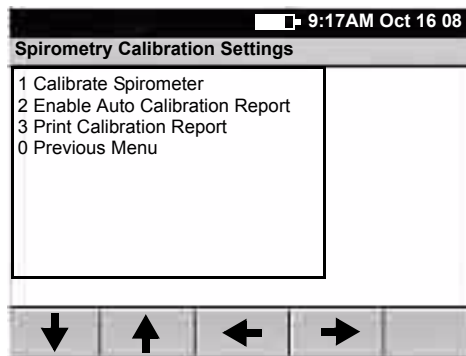 9:17AM Oct 16 08
Spirometry Calibration Settings
1 Calibrate Spirometer
2 Enable Auto Calibration Report
3 Print Calibration Report
0 Previous Menu